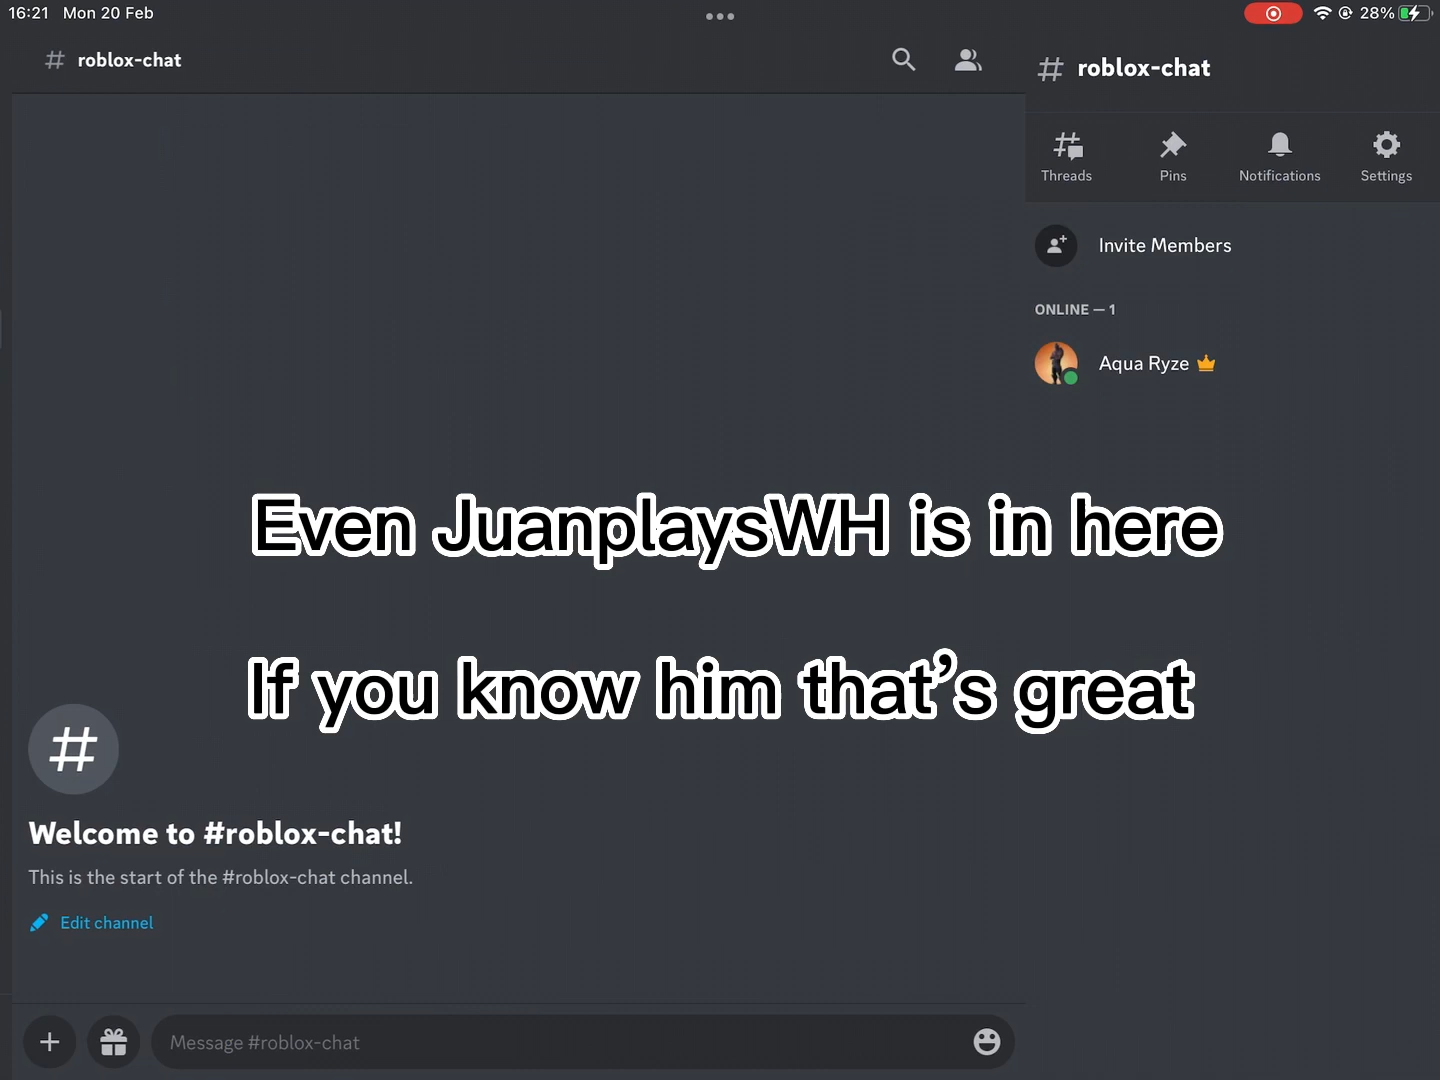 16:21 Mon 20 Feb
28%
# roblox-chat
# roblox-chat
Threads
Pins
Notifications
Settings
Invite Members
ONLINE — 1
Aqua Ryze
Even JuanplaysWH is in here
If you know him that’s great
#
Welcome to #roblox-chat!
This is the start of the #roblox-chat channel.
Edit channel
Message #roblox-chat